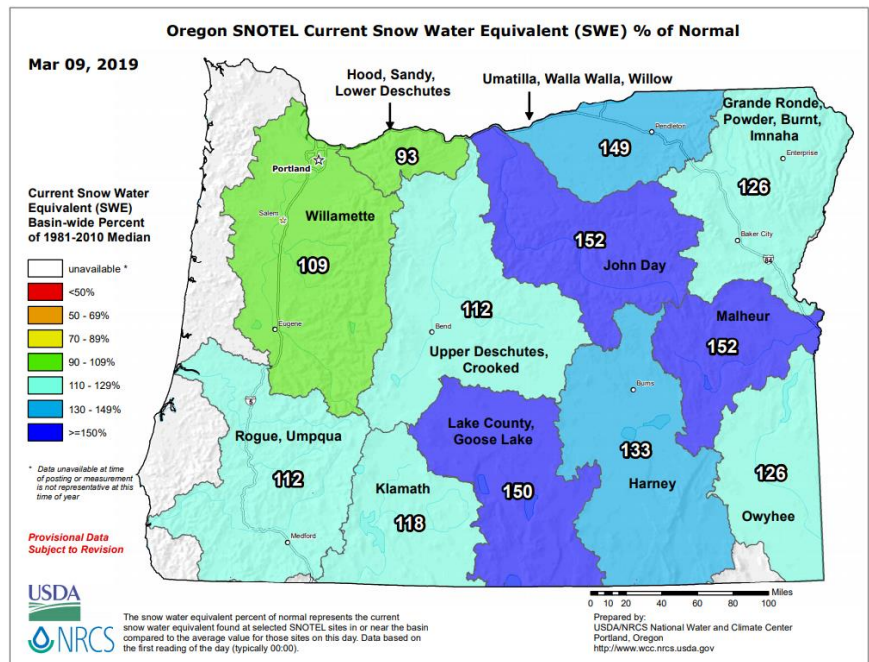 Oregon SNOTEL Current Snow Water Equivalent (SWE) % of Normal
Mar 09, 2019
Hood, Sandy,
Lower Deschutes
Umatilla, Walla Walla, Willow
Grande Ronde,
Powder, Burnt,
Imnaha
Pendleton
Enterprise
Portland
93
149
126
Current Snow Water
Equivalent (SWE)
Basin-wide Percent
of 1981-2010 Median
Salem
Willamette
152
John Day
Baker City
84
unavailable *
<50%
50 - 69%
70 - 89%
90 - 109%
110 - 129%
130 - 149%
>=150%
109
Eugene
112
Bend
Upper Deschutes,
Crooked
Malheur
152
Burns
5
Rogue, Umpqua
112
Medford
Lake County,
Goose Lake
150
Klamath
118
133
Harney
126
Owyhee
* Data unavailable at time
of posting or measurement
is not representative at this
time of year
Provisional Data
Subject to Revision
USDA
NRCS
The snow water equivalent percent of normal represents the current
snow water equivalent found at selected SNOTEL sites in or near the basin
compared to the average value for those sites on this day. Data based on
the first reading of the day (typically 00:00).
Miles
0 10 20 40 60 80 100
Prepared by:
USDA/NRCS National Water and Climate Center
Portland, Oregon
http://www.wcc.nrcs.usda.gov